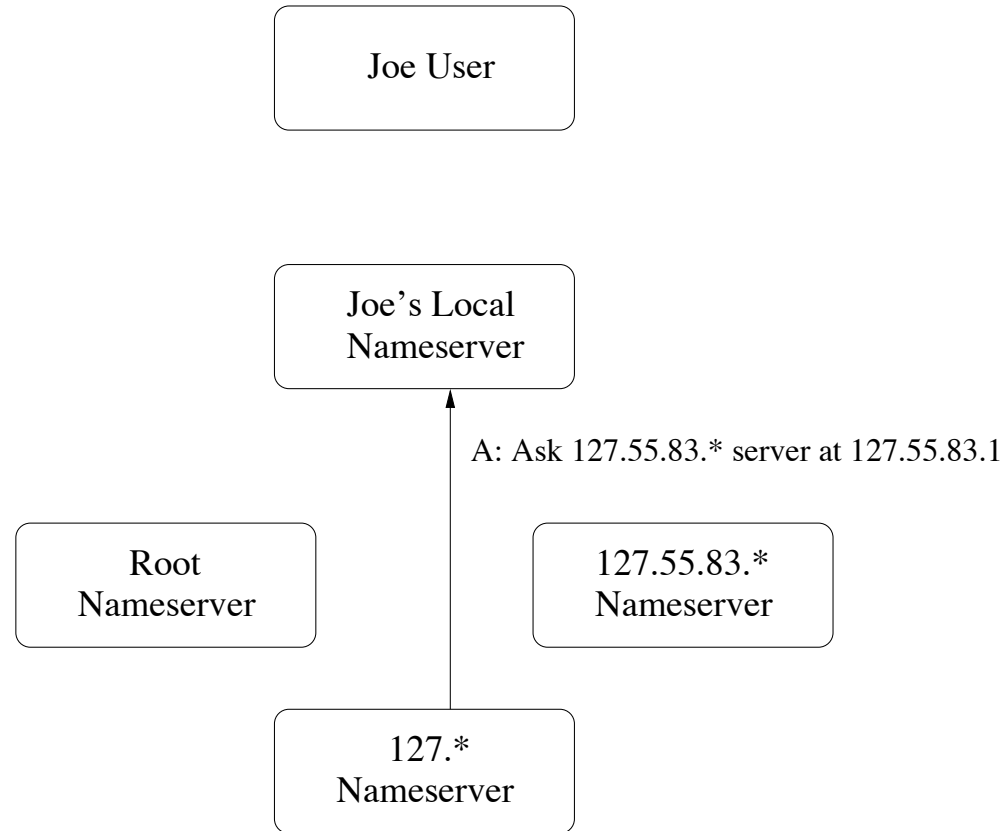 Joe User
Joe's Local
Nameserver
A: Ask 127.55.83.* server at 127.55.83.1
Root
Nameserver
127.55.83.*
Nameserver
127.*
Nameserver